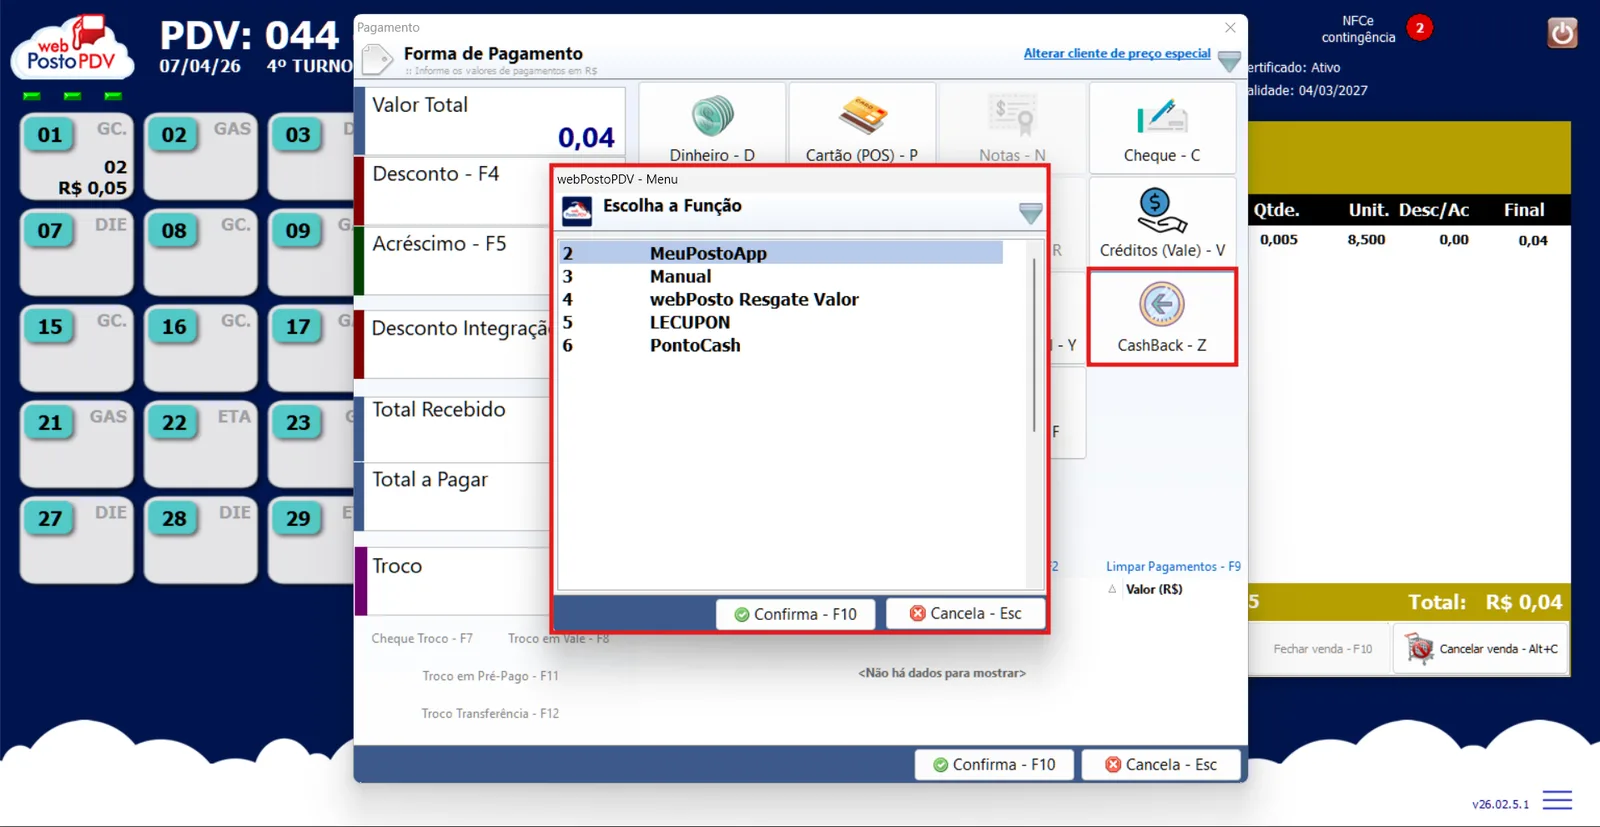 web
PostoPDV
PDV: 044
07/04/26 4º TURNO
01 GC.
02
R$ 0,05
02 GAS
03 D
07 DIE
08 GC.
09
15 GC.
16 GC.
17 G
21 GAS
22 ETA
23
27 DIE
28 DIE
29 E
Pagamento
Forma de Pagamento
:: Informe os valores de pagamentos em R$
Alterar cliente de preço especial
Valor Total
0,04
Desconto - F4
Acréscimo - F5
Desconto Integraçã
Total Recebido
Total a Pagar
Troco
Cheque Troco - F7
Troco em Vale - F8
Troco em Pré-Pago - F11
Troco Transferência - F12
Dinheiro - D
Cartão (POS) - P
Notas - N
Cheque - C
R
Créditos (Vale) - V
- Y
CashBack - Z
F
webPostoPDV - Menu
Escolha a Função
2 MeuPostoApp
3 Manual
4 webPosto Resgate Valor
5 LECUPON
6 PontoCash
Confirma - F10
Cancela - Esc
F2
Limpar Pagamentos - F9
Valor (R$)
<Não há dados para mostrar>
Confirma - F10
Cancela - Esc
NFCe
contingência
2
ertificado: Ativo
alidade: 04/03/2027
Qtde. Unit. Desc/Ac Final
0,005 8,500 0,00 0,04
5 Total: R$ 0,04
Fechar venda - F10
Cancelar venda - Alt+C
v26.02.5.1